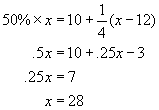 50% × x = 10 + 1/4 (x − 12)
.5x = 10 + .25x − 3
.25x = 7
x = 28